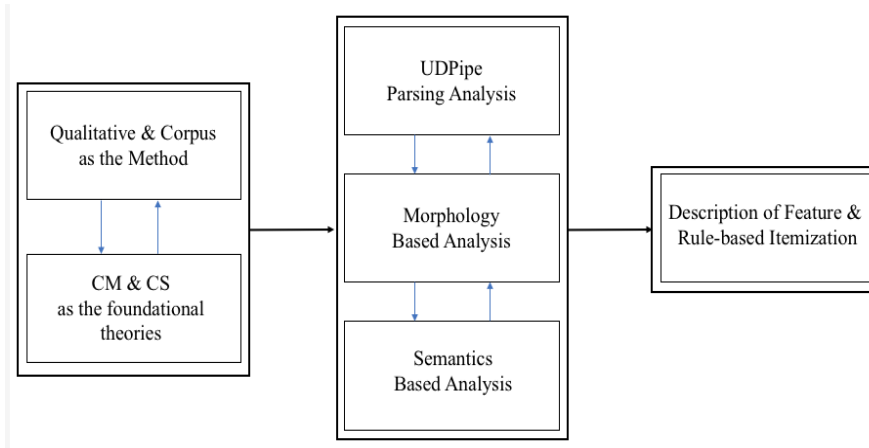 Qualitative & Corpus
as the Method
CM & CS
as the foundational
theories
UDPipe
Parsing Analysis
Morphology
Based Analysis
Semantics
Based Analysis
Description of Feature &
Rule-based Itemization